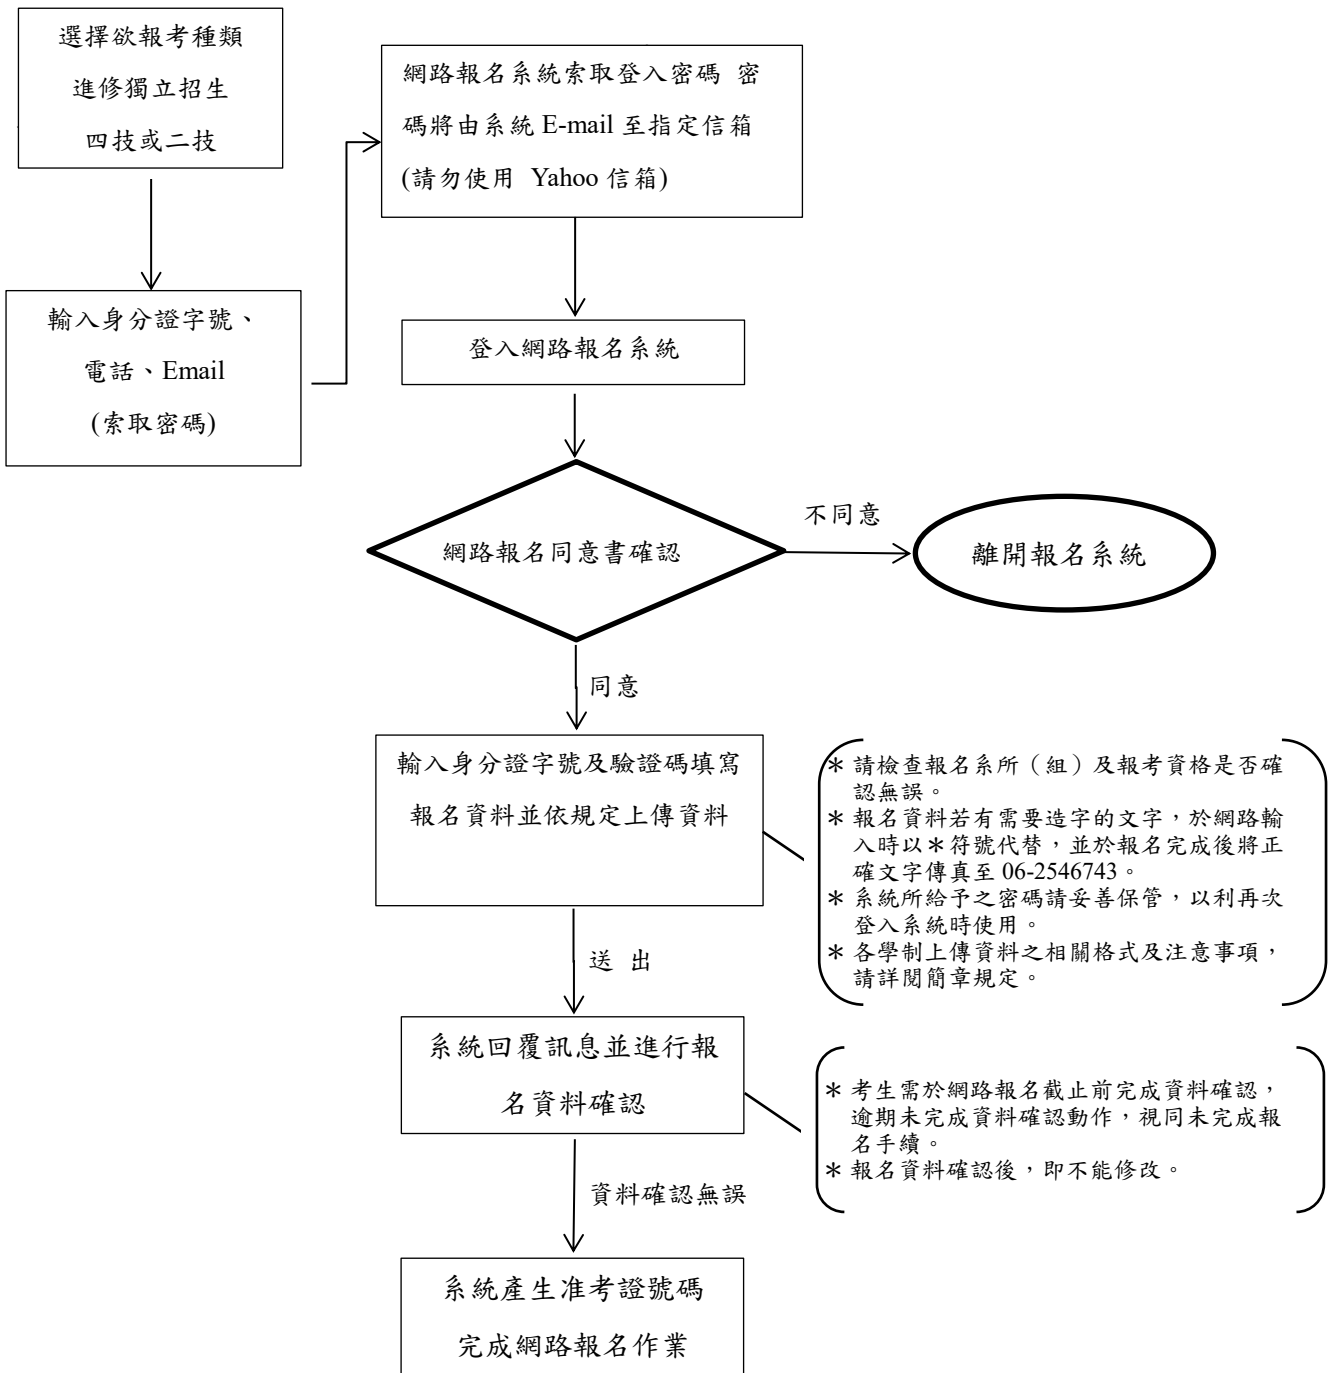 選擇欲報考種類
進修獨立招生
四技或二技
輸入身分證字號、
電話、Email
(索取密碼)
網路報名系統索取登入密碼 密
碼將由系統 E-mail 至指定信箱
(請勿使用 Yahoo 信箱)
登入網路報名系統
網路報名同意書確認
不同意
離開報名系統
同意
輸入身分證字號及驗證碼填寫
報名資料並依規定上傳資料
＊請檢查報名系所（組）及報考資格是否確
認無誤。
＊報名資料若有需要造字的文字，於網路輸
入時以＊符號代替，並於報名完成後將正
確文字傳真至 06-2546743。
＊系統所給予之密碼請妥善保管，以利再次
登入系統時使用。
＊各學制上傳資料之相關格式及注意事項，
請詳閱簡章規定。
送 出
系統回覆訊息並進行報
名資料確認
＊考生需於網路報名截止前完成資料確認，
逾期未完成資料確認動作，視同未完成報
名手續。
＊報名資料確認後，即不能修改。
資料確認無誤
系統產生准考證號碼
完成網路報名作業